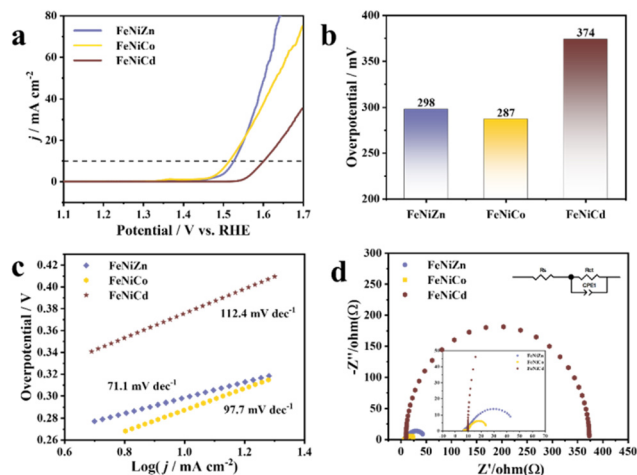 a
FeNiZn
FeNiCo
FeNiCd
80
60
40
20
0
j / mA cm⁻²
1.1 1.2 1.3 1.4 1.5 1.6 1.7
Potential / V vs. RHE
b
400
350
300
250
200
Overpotential / mV
298
287
374
FeNiZn FeNiCo FeNiCd
c
FeNiZn
FeNiCo
FeNiCd
0.42
0.40
0.38
0.36
0.34
0.32
0.30
0.28
0.26
Overpotential / V
112.4 mV dec⁻¹
71.1 mV dec⁻¹
97.7 mV dec⁻¹
0.6 0.8 1.0 1.2 1.4
Log(j / mA cm⁻²)
d
FeNiZn
FeNiCo
FeNiCd
Rs
Rct
CPE1
300
250
200
150
100
50
0
-Z''/ohm(Ω)
FeNiZn
FeNiCo
FeNiCd
0 50 100 150 200 250 300 350 400 450
Z'/ohm(Ω)